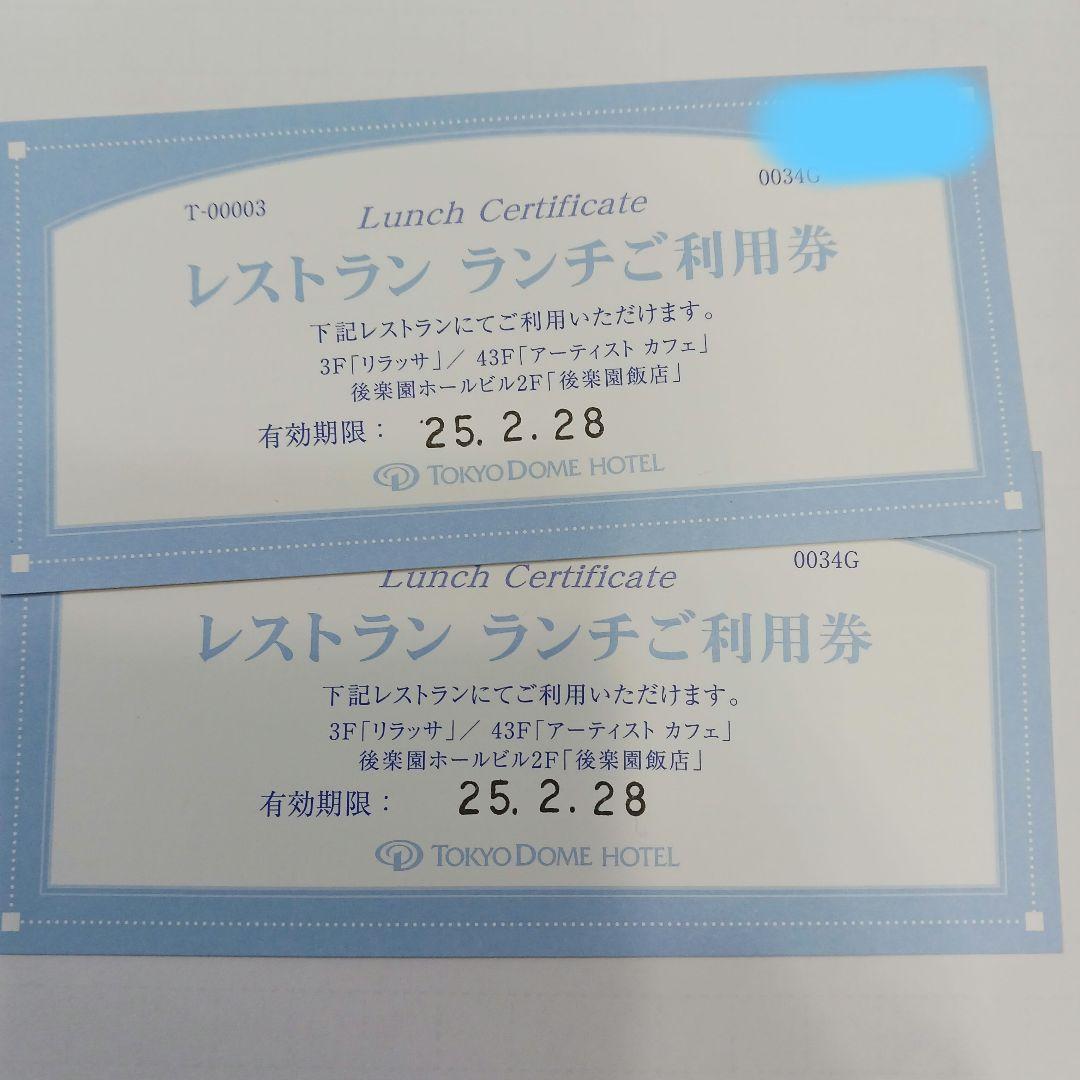 T-00003
0034G
Lunch Certificate
レストラン ランチご利用券
下記レストランにてご利用いただけます。
3F「リラッサ」／ 43F「アーティスト カフェ」
後楽園ホールビル2F「後楽園飯店」
有効期限： 25. 2. 28
TOKYO DOME HOTEL
0034G
Lunch Certificate
レストラン ランチご利用券
下記レストランにてご利用いただけます。
3F「リラッサ」／ 43F「アーティスト カフェ」
後楽園ホールビル2F「後楽園飯店」
有効期限： 25. 2. 28
TOKYO DOME HOTEL